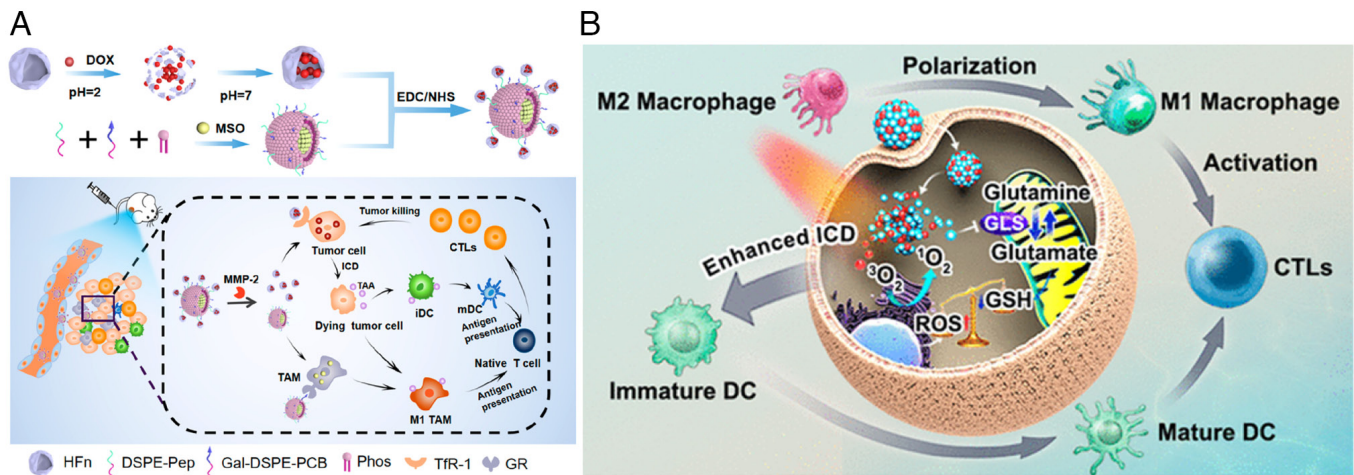 A
DOX
pH=2
pH=7
EDC/NHS
MSO
Tumor killing
Tumor cell
CTLs
ICD
MMP-2
TAA
iDC
mDC
Dying tumor cell
Antigen presentation
Native T cell
TAM
Antigen presentation
M1 TAM
HFn DSPE-Pep Gal-DSPE-PCB Phos TfR-1 GR
B
Polarization
M2 Macrophage
M1 Macrophage
Activation
Glutamine
GLS
Glutamate
Enhanced ICD
³O₂
¹O₂
CTLs
GSH
ROS
Immature DC
Mature DC